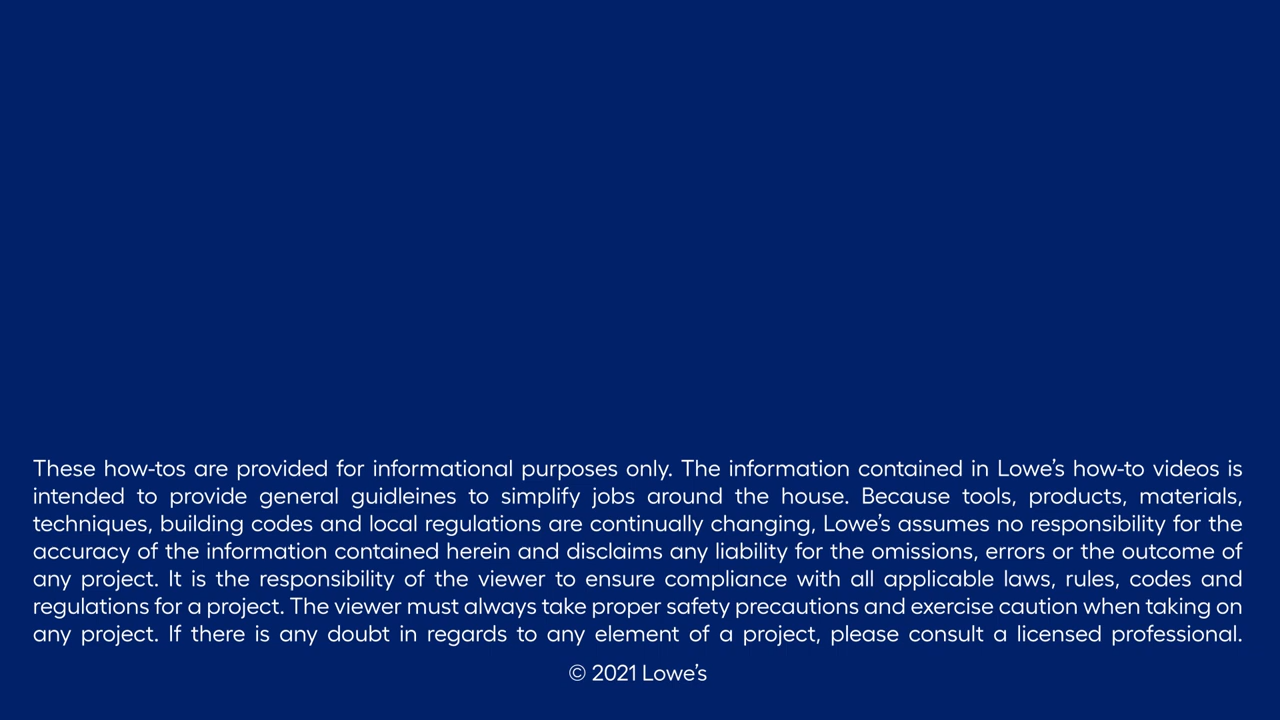 These how-tos are provided for informational purposes only. The information contained in Lowe’s how-to videos is
intended to provide general guidleines to simplify jobs around the house. Because tools, products, materials,
techniques, building codes and local regulations are continually changing, Lowe’s assumes no responsibility for the
accuracy of the information contained herein and disclaims any liability for the omissions, errors or the outcome of
any project. It is the responsibility of the viewer to ensure compliance with all applicable laws, rules, codes and
regulations for a project. The viewer must always take proper safety precautions and exercise caution when taking on
any project. If there is any doubt in regards to any element of a project, please consult a licensed professional.
© 2021 Lowe’s